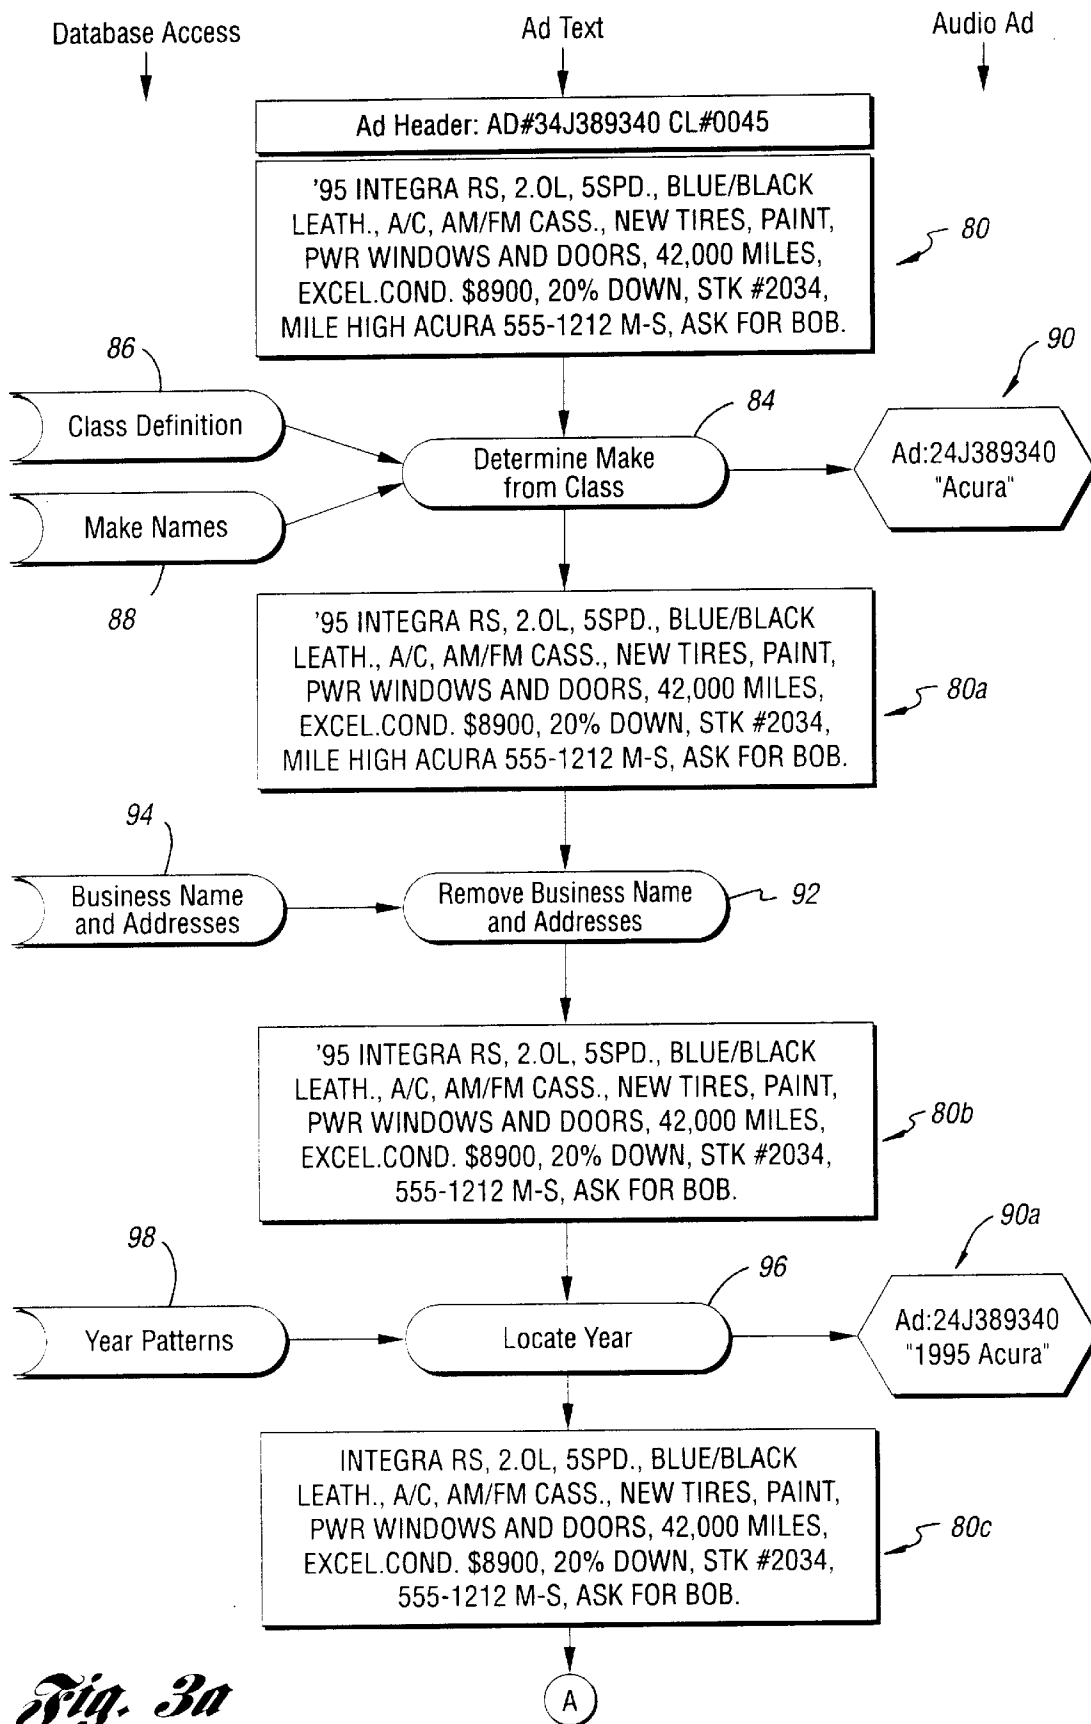 Database Access
Ad Text
Audio Ad
Ad Header: AD#34J389340 CL#0045
'95 INTEGRA RS, 2.OL, 5SPD., BLUE/BLACK
LEATH., A/C, AM/FM CASS., NEW TIRES, PAINT,
PWR WINDOWS AND DOORS, 42,000 MILES,
EXCEL.COND. $8900, 20% DOWN, STK #2034,
MILE HIGH ACURA 555-1212 M-S, ASK FOR BOB.
80
86
Class Definition
84
Determine Make
from Class
90
Ad:24J389340
"Acura"
Make Names
88
'95 INTEGRA RS, 2.OL, 5SPD., BLUE/BLACK
LEATH., A/C, AM/FM CASS., NEW TIRES, PAINT,
PWR WINDOWS AND DOORS, 42,000 MILES,
EXCEL.COND. $8900, 20% DOWN, STK #2034,
MILE HIGH ACURA 555-1212 M-S, ASK FOR BOB.
80a
94
Business Name
and Addresses
Remove Business Name
and Addresses
92
'95 INTEGRA RS, 2.OL, 5SPD., BLUE/BLACK
LEATH., A/C, AM/FM CASS., NEW TIRES, PAINT,
PWR WINDOWS AND DOORS, 42,000 MILES,
EXCEL.COND. $8900, 20% DOWN, STK #2034,
555-1212 M-S, ASK FOR BOB.
80b
98
Year Patterns
96
Locate Year
90a
Ad:24J389340
"1995 Acura"
INTEGRA RS, 2.OL, 5SPD., BLUE/BLACK
LEATH., A/C, AM/FM CASS., NEW TIRES, PAINT,
PWR WINDOWS AND DOORS, 42,000 MILES,
EXCEL.COND. $8900, 20% DOWN, STK #2034,
555-1212 M-S, ASK FOR BOB.
80c
A
Fig. 3a